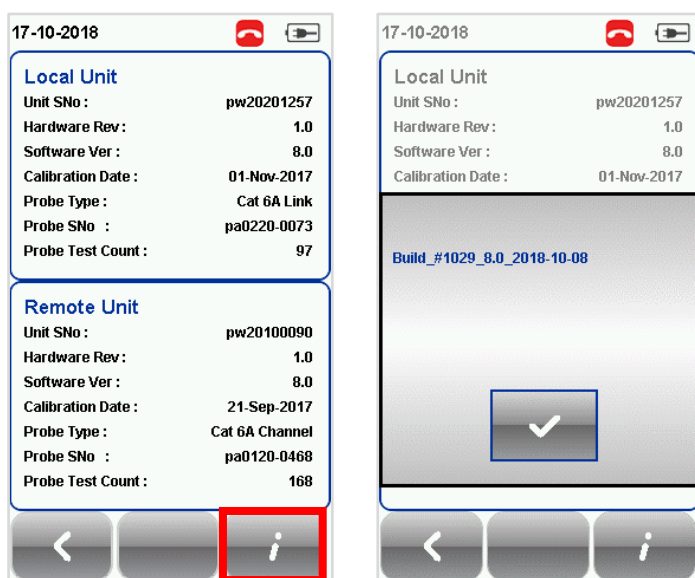 17-10-2018
Local Unit
Unit SNo : pw20201257
Hardware Rev : 1.0
Software Ver : 8.0
Calibration Date : 01-Nov-2017
Probe Type : Cat 6A Link
Probe SNo : pa0220-0073
Probe Test Count : 97
Remote Unit
Unit SNo : pw20100090
Hardware Rev : 1.0
Software Ver : 8.0
Calibration Date : 21-Sep-2017
Probe Type : Cat 6A Channel
Probe SNo : pa0120-0468
Probe Test Count : 168
i
17-10-2018
Local Unit
Unit SNo : pw20201257
Hardware Rev : 1.0
Software Ver : 8.0
Calibration Date : 01-Nov-2017
Build_#1029_8.0_2018-10-08
i